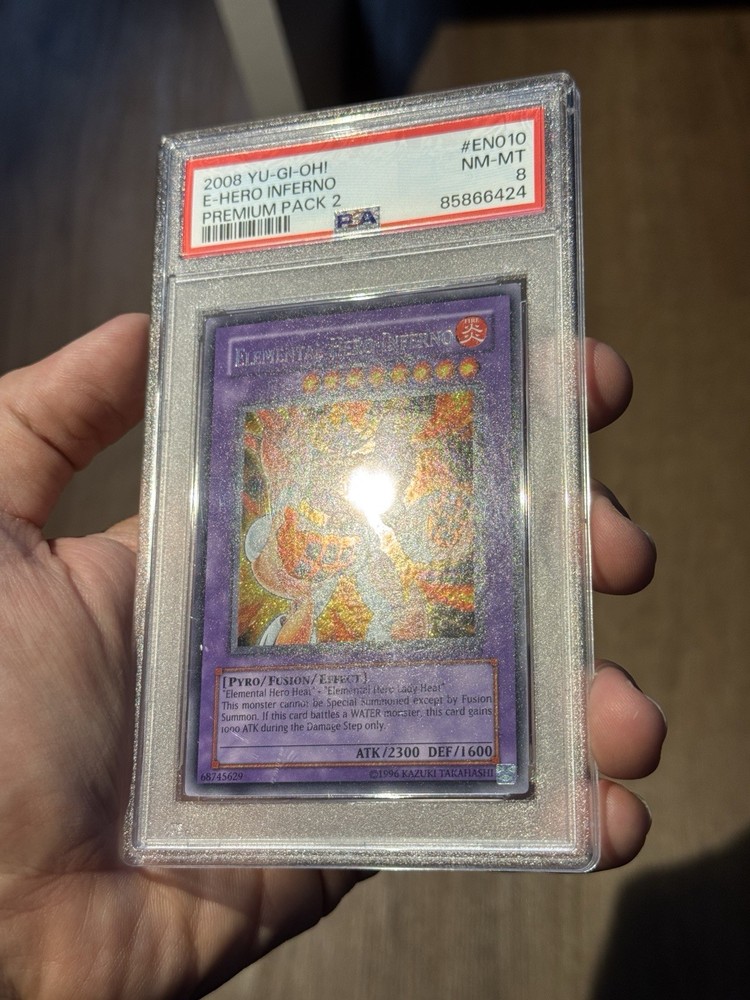 2008 YU-GI-OH!
E-HERO INFERNO
PREMIUM PACK 2
#EN010
NM-MT
8
85866424
PSA
ELEMENTAL HERO INFERNO
FIRE
炎
[PYRO/FUSION/EFFECT]
"Elemental Hero Heat" + "Elemental Hero Lady Heat"
This monster cannot be Special Summoned except by Fusion
Summon. If this card battles a WATER monster, this card gains
1000 ATK during the Damage Step only.
ATK/2300 DEF/1600
68745629
©1996 KAZUKI TAKAHASHI